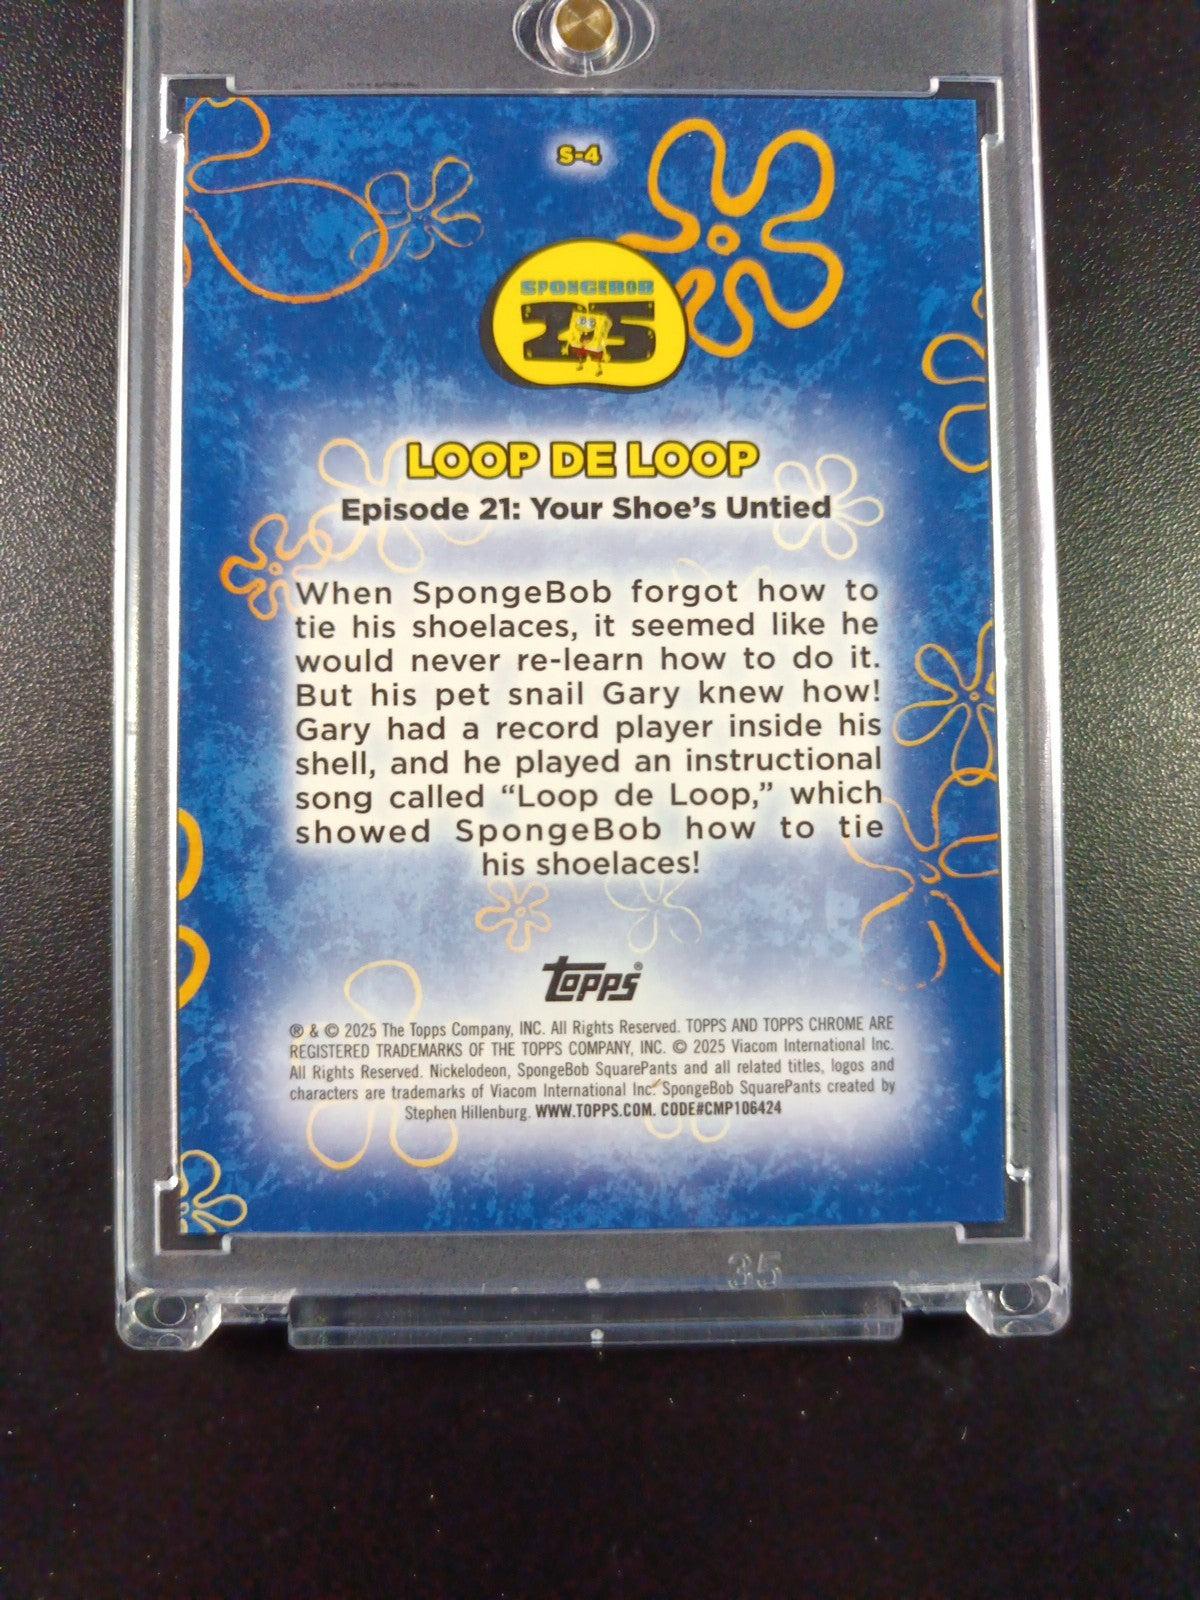 S-4
SPONGEBOB
25
LOOP DE LOOP
Episode 21: Your Shoe's Untied
When SpongeBob forgot how to
tie his shoelaces, it seemed like he
would never re-learn how to do it.
But his pet snail Gary knew how!
Gary had a record player inside his
shell, and he played an instructional
song called “Loop de Loop,” which
showed SpongeBob how to tie
his shoelaces!
Topps®
® & © 2025 The Topps Company, INC. All Rights Reserved. TOPPS AND TOPPS CHROME ARE
REGISTERED TRADEMARKS OF THE TOPPS COMPANY, INC. © 2025 Viacom International Inc.
All Rights Reserved. Nickelodeon, SpongeBob SquarePants and all related titles, logos and
characters are trademarks of Viacom International Inc. SpongeBob SquarePants created by
Stephen Hillenburg. WWW.TOPPS.COM. CODE#CMP106424
35